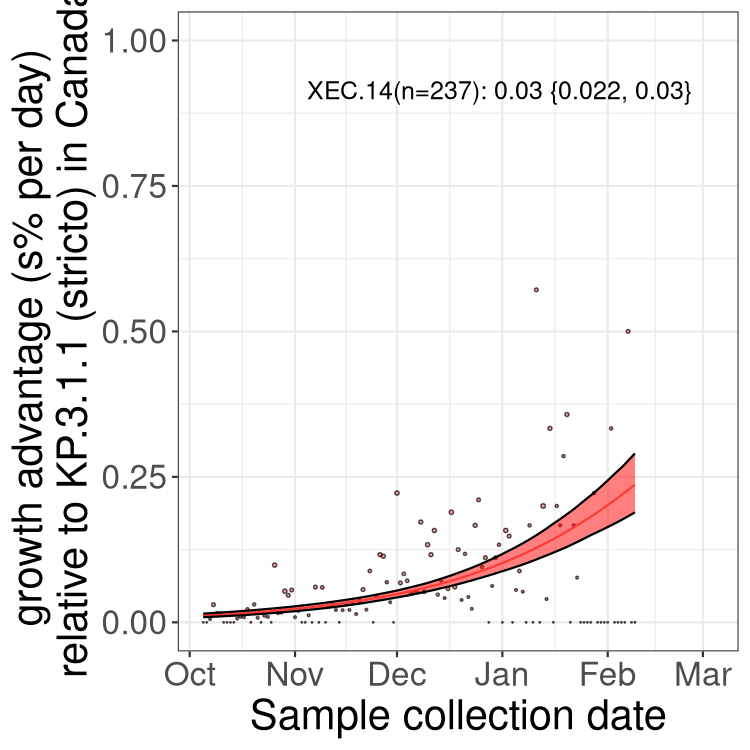 growth advantage (s% per day)
relative to KP.3.1.1 (stricto) in Canada
1.00
0.75
0.50
0.25
0.00
XEC.14(n=237): 0.03 {0.022, 0.03}
Oct Nov Dec Jan Feb Mar
Sample collection date